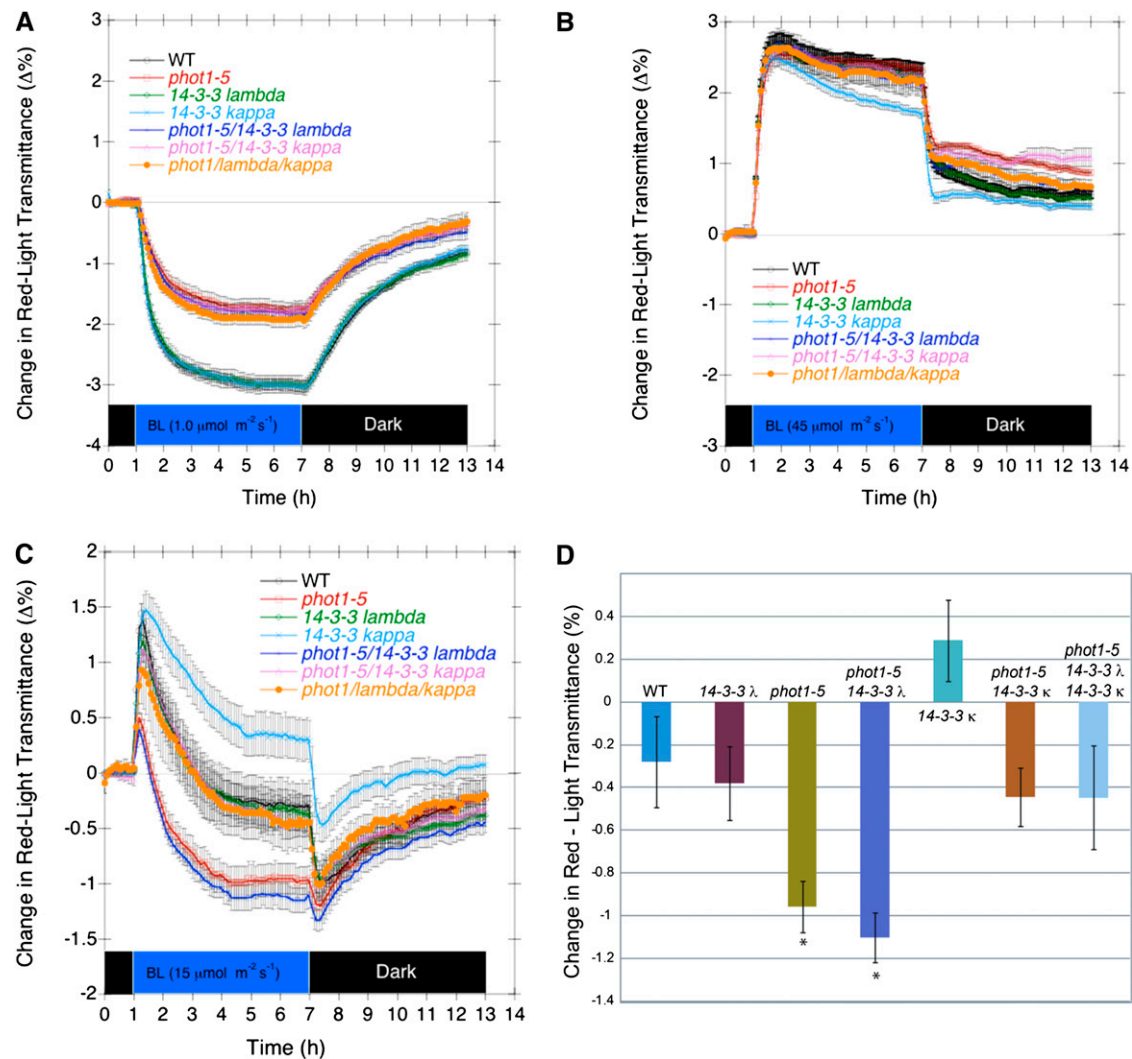 A
Change in Red-Light Transmittance (Δ%)
4
3
2
1
0
-1
-2
-3
-4
WT
phot1-5
14-3-3 lambda
14-3-3 kappa
phot1-5/14-3-3 lambda
phot1-5/14-3-3 kappa
phot1/lambda/kappa
BL (1.0 μmol m-2 s-1)
Dark
0 1 2 3 4 5 6 7 8 9 10 11 12 13 14
Time (h)
B
Change in Red-Light Transmittance (Δ%)
3
2
1
0
-1
-2
-3
WT
phot1-5
14-3-3 lambda
14-3-3 kappa
phot1-5/14-3-3 lambda
phot1-5/14-3-3 kappa
phot1/lambda/kappa
BL (45 μmol m-2 s-1)
Dark
0 1 2 3 4 5 6 7 8 9 10 11 12 13 14
Time (h)
C
Change in Red-Light Transmittance (Δ%)
2
1.5
1
0.5
0
-0.5
-1
-1.5
-2
WT
phot1-5
14-3-3 lambda
14-3-3 kappa
phot1-5/14-3-3 lambda
phot1-5/14-3-3 kappa
phot1/lambda/kappa
BL (15 μmol m-2 s-1)
Dark
0 1 2 3 4 5 6 7 8 9 10 11 12 13 14
Time (h)
D
Change in Red - Light Transmittance (%)
0.4
0.2
0
-0.2
-0.4
-0.6
-0.8
-1
-1.2
-1.4
WT
14-3-3 λ
phot1-5
phot1-5
14-3-3 λ
14-3-3 κ
phot1-5
14-3-3 κ
phot1-5
14-3-3 λ
14-3-3 κ
*
*